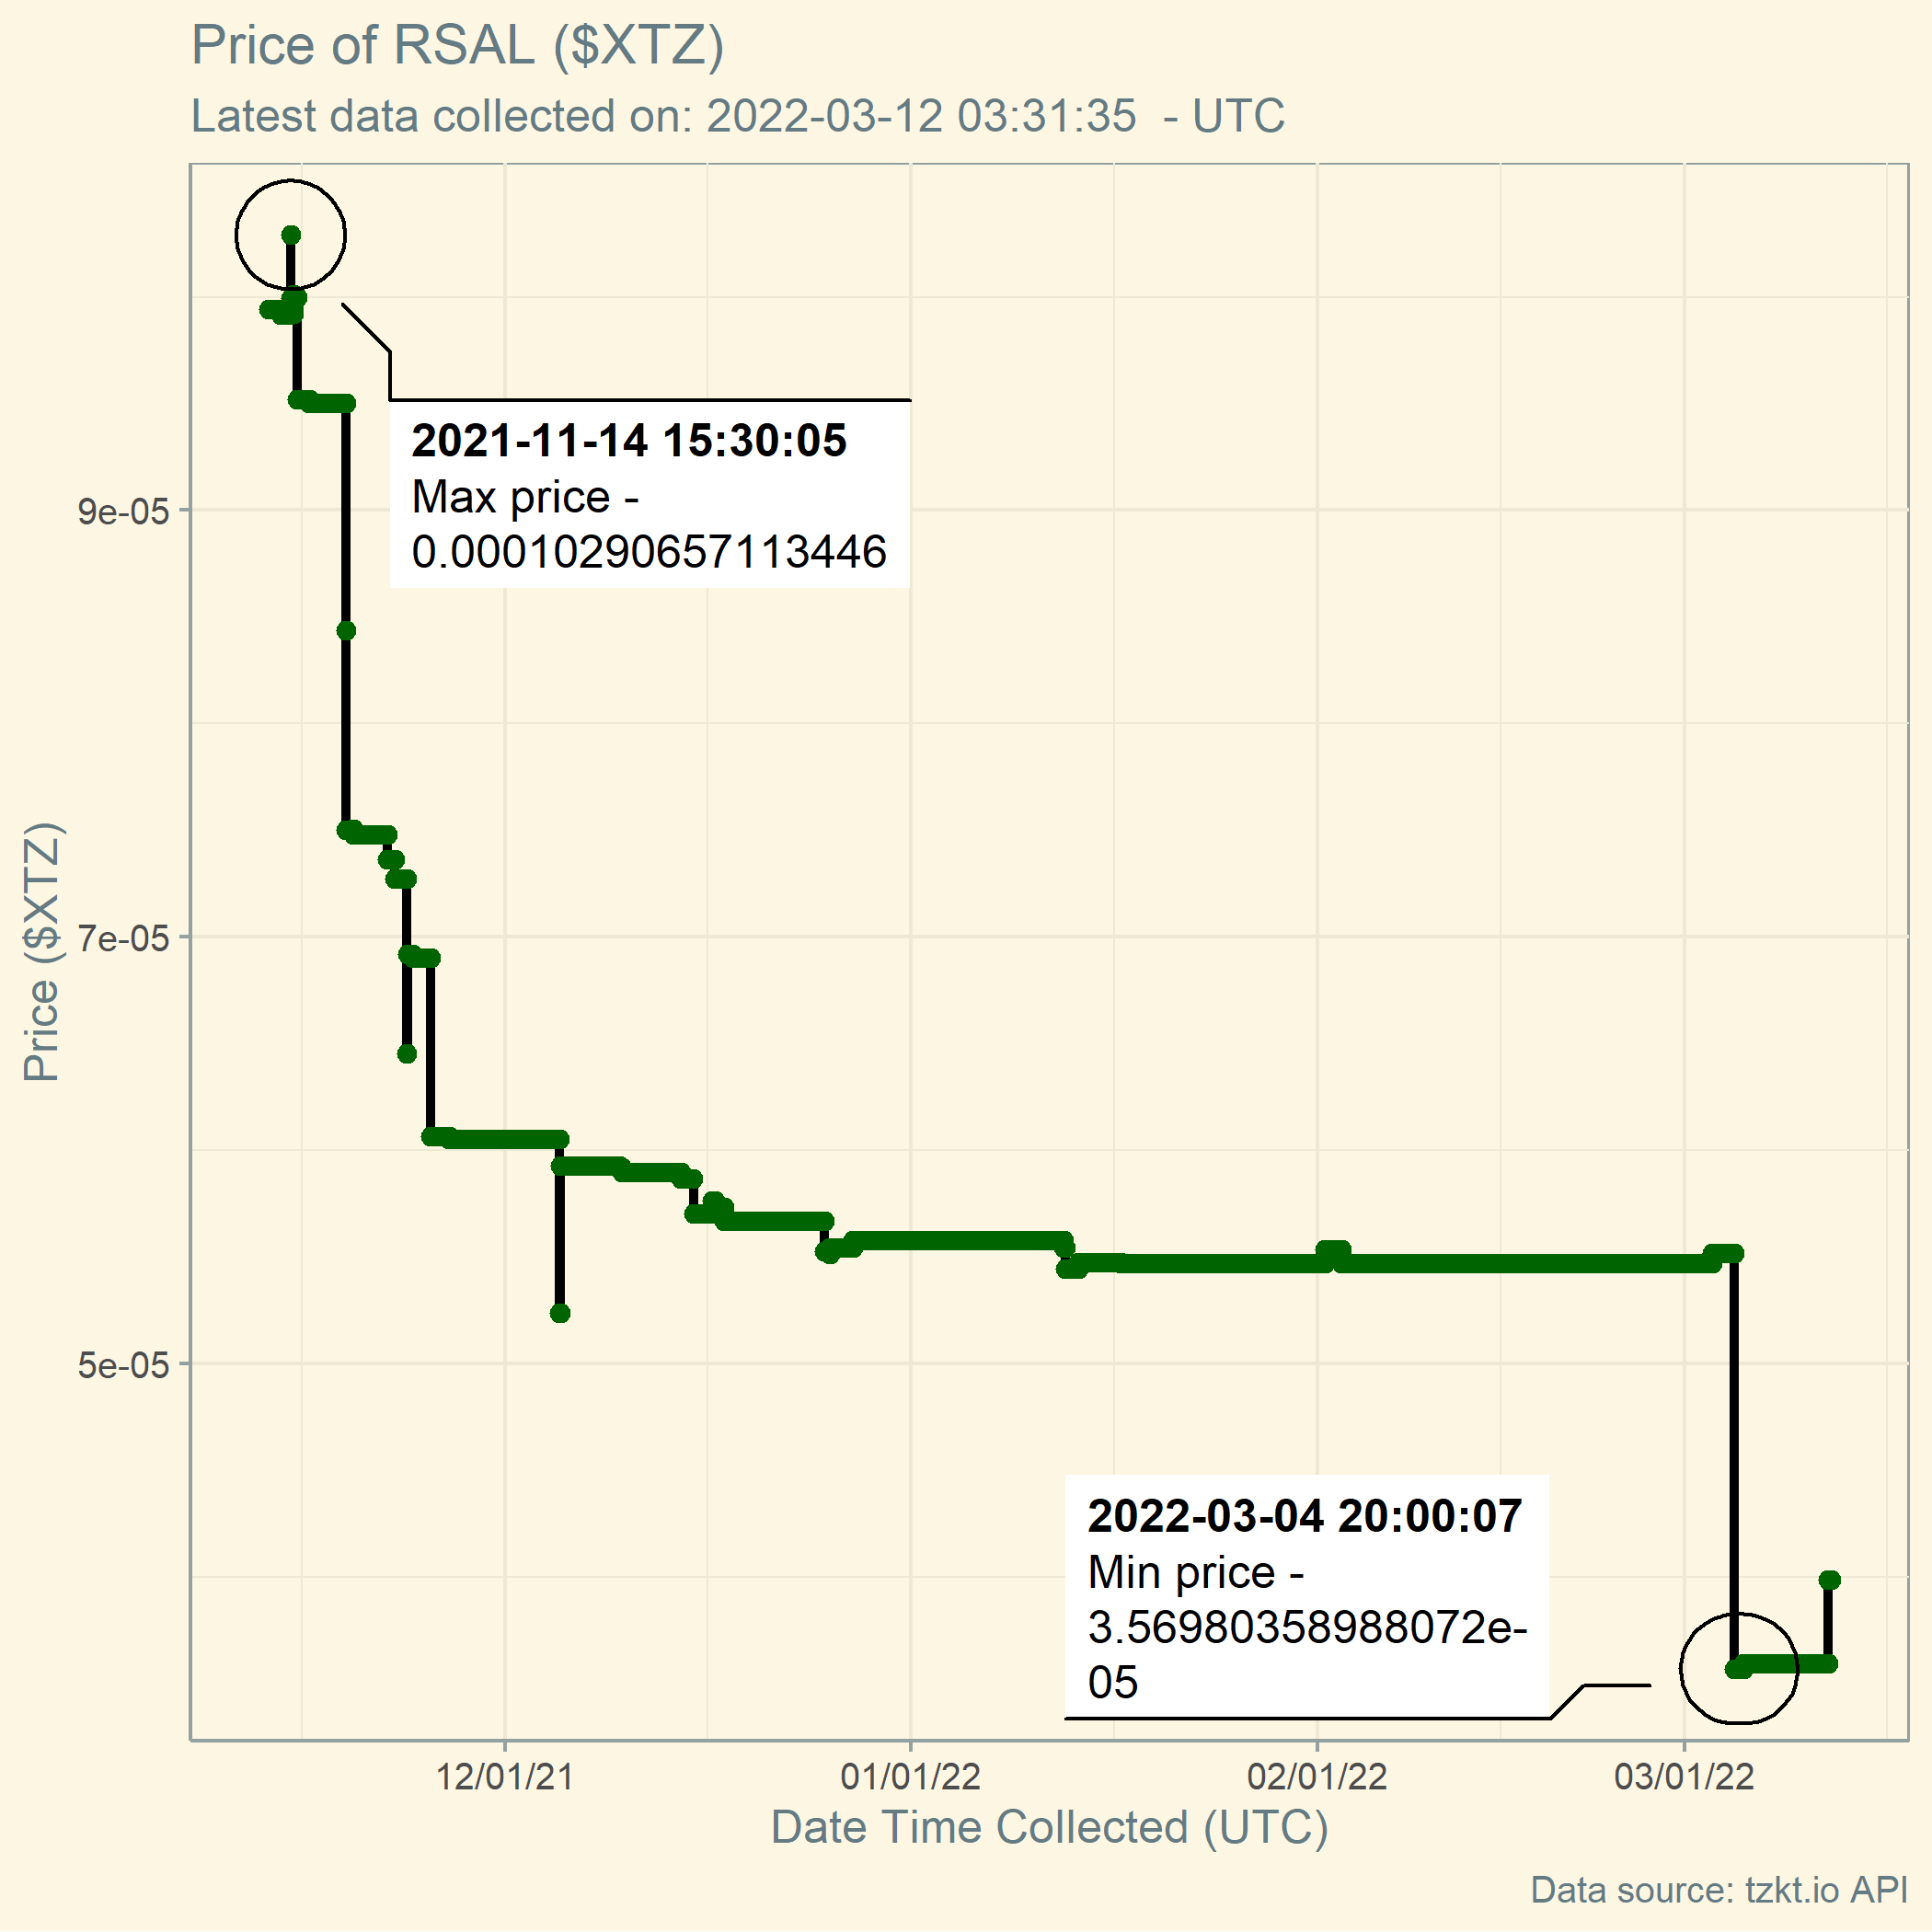 Price of RSAL ($XTZ)
Latest data collected on: 2022-03-12 03:31:35  - UTC
2021-11-14 15:30:05
Max price -
0.00010290657113446
9e-05
7e-05
5e-05
Price ($XTZ)
2022-03-04 20:00:07
Min price -
3.56980358988072e-
05
12/01/21
01/01/22
02/01/22
03/01/22
Date Time Collected (UTC)
Data source: tzkt.io API